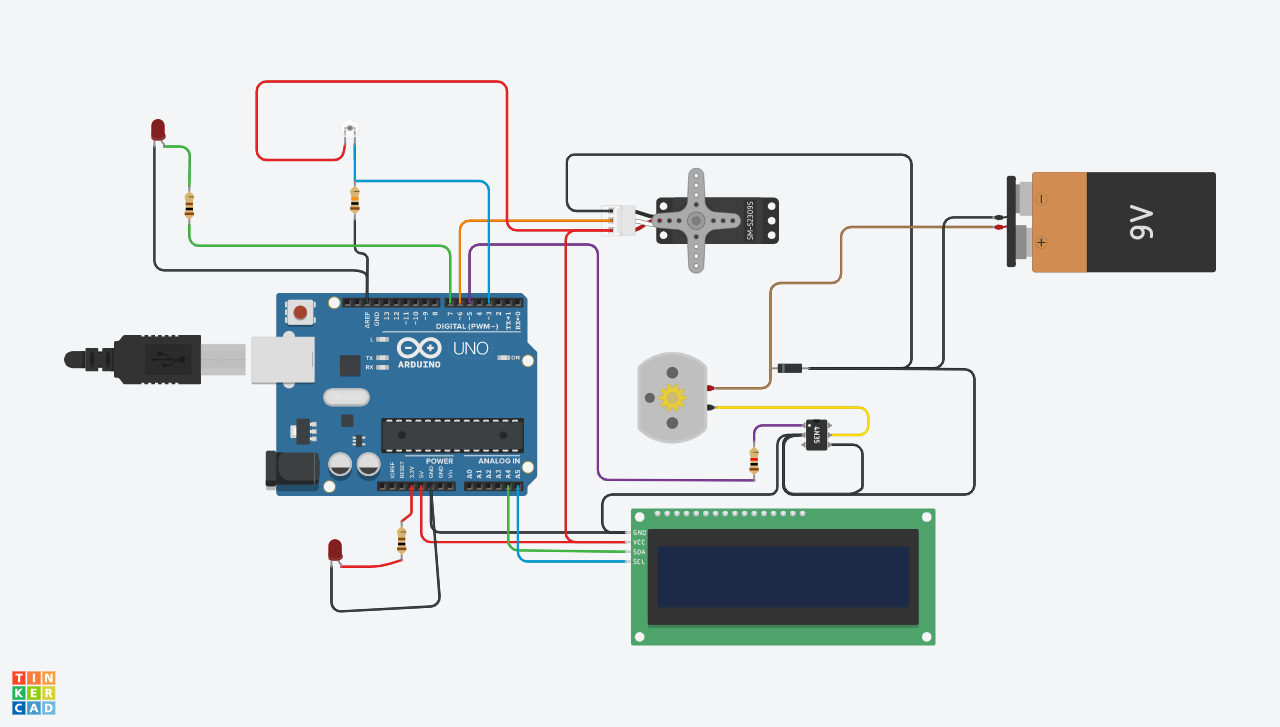 SM-S2309S
9V
AREF
GND
13
12
~11
~10
~9
8
7
~6
~5
4
~3
2
TX→1
RX←0
DIGITAL (PWM~)
L
TX
RX
ARDUINO
UNO
ON
POWER
ANALOG IN
IOREF
RESET
3.3V
5V
GND
GND
Vin
A0
A1
A2
A3
A4
A5
4N35
GND
VCC
SDA
SCL
TIN
KER
CAD